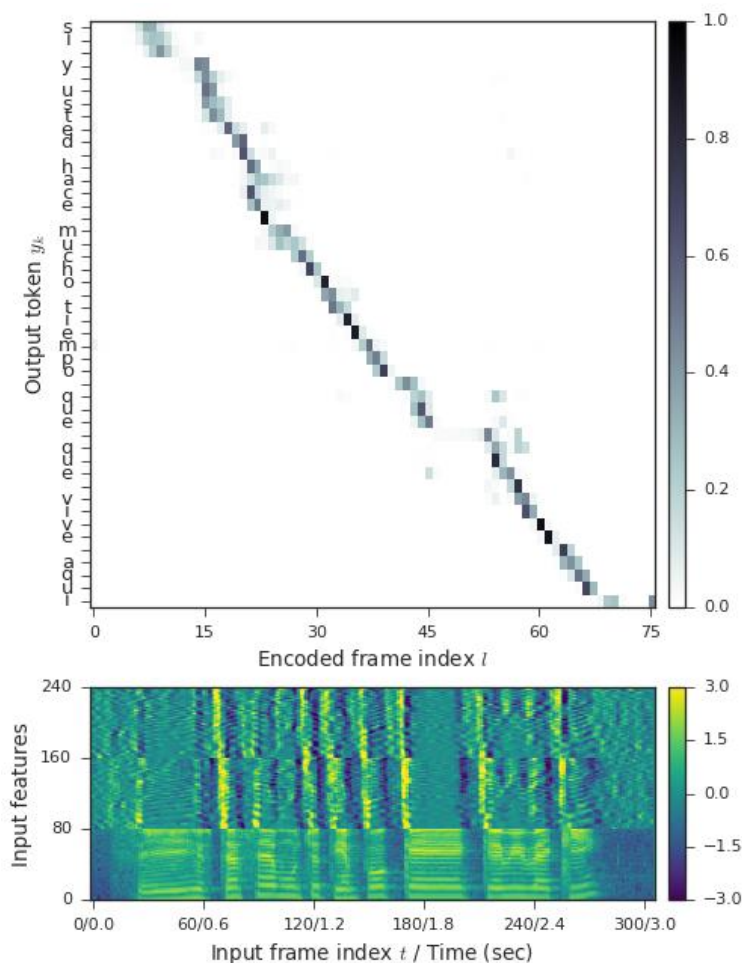 Output token y_k
s
i
y
u
s
t
e
d
h
a
c
e
m
u
c
h
o
t
i
e
m
p
o
q
u
e
q
u
e
v
i
v
e
a
q
u
i
1.0
0.8
0.6
0.4
0.2
0.0
0 15 30 45 60 75
Encoded frame index l
Input features
240
160
80
0
3.0
1.5
0.0
−1.5
−3.0
0/0.0 60/0.6 120/1.2 180/1.8 240/2.4 300/3.0
Input frame index t / Time (sec)